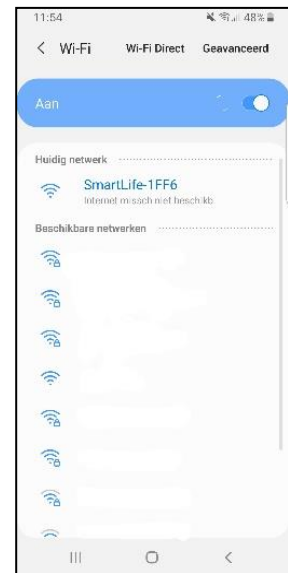 11:54 48%
Wi-Fi Wi-Fi Direct Geavanceerd
Aan
Huidig netwerk
SmartLife-1FF6
Internet missch niet beschikb.
Beschikbare netwerken